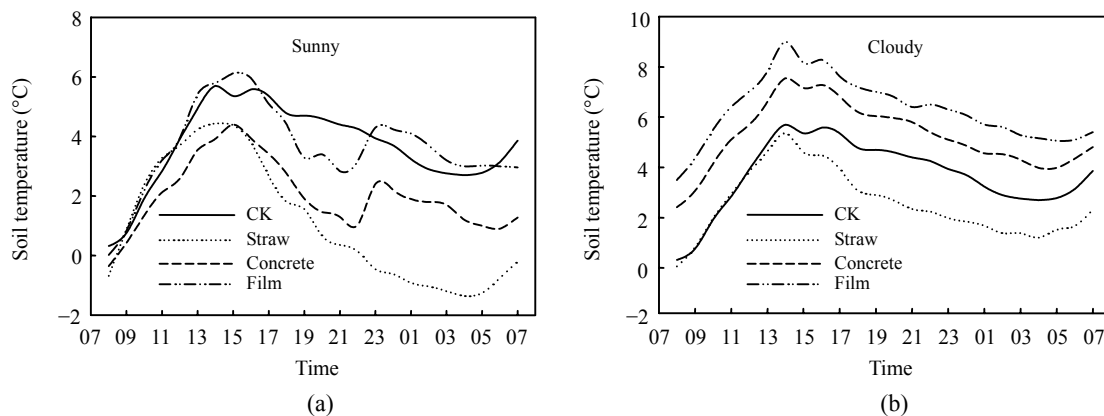 8
6
4
2
0
−2
Soil temperature (°C)
Sunny
CK
Straw
Concrete
Film
07 09 11 13 15 17 19 21 23 01 03 05 07
Time
(a)
10
8
6
4
2
0
−2
Soil temperature (°C)
Cloudy
CK
Straw
Concrete
Film
07 09 11 13 15 17 19 21 23 01 03 05 07
Time
(b)